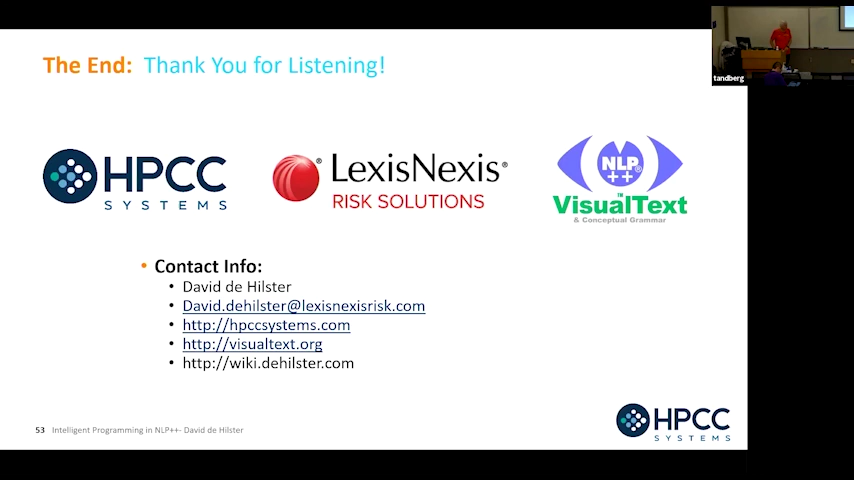 The End: Thank You for Listening!
tandberg
HPCC
SYSTEMS
LexisNexis®
RISK SOLUTIONS
NLP®
++
VisualText™
& Conceptual Grammar
• Contact Info:
• David de Hilster
• David.dehilster@lexisnexisrisk.com
• http://hpccsystems.com
• http://visualtext.org
• http://wiki.dehilster.com
53 Intelligent Programming in NLP++- David de Hilster
HPCC
SYSTEMS